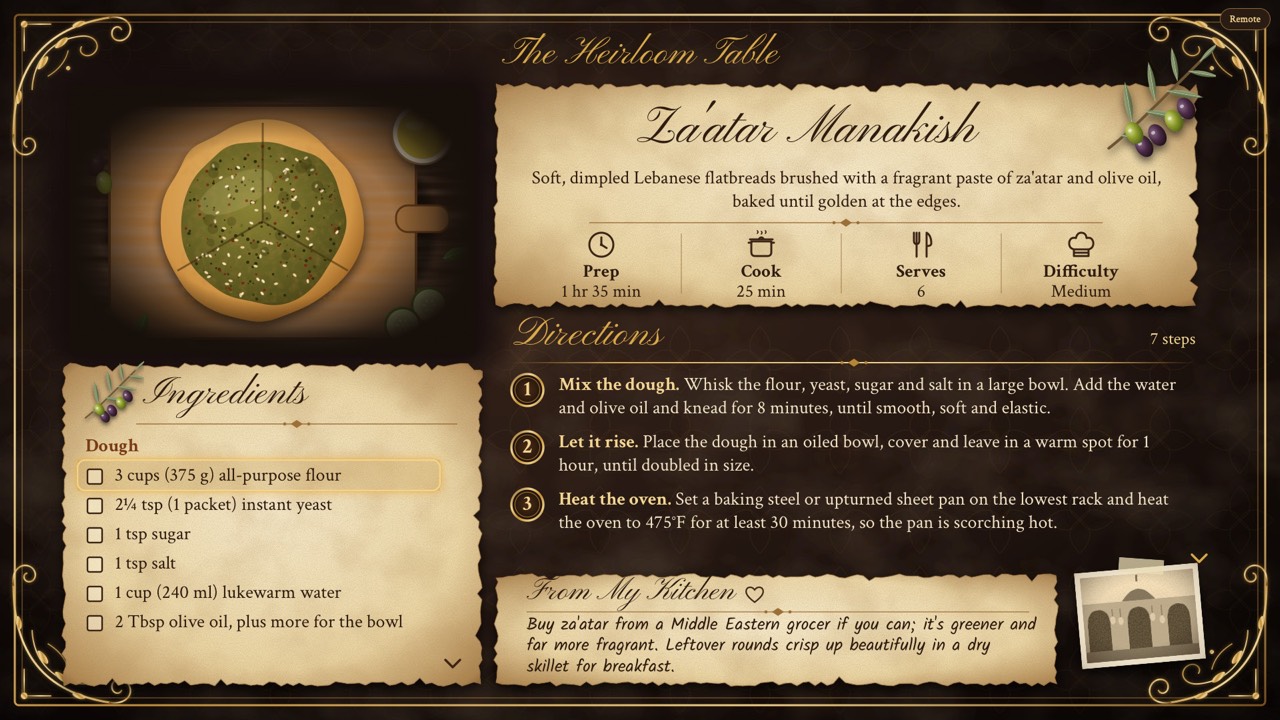 Remote
The Heirloom Table
Za'atar Manakish
Soft, dimpled Lebanese flatbreads brushed with a fragrant paste of za'atar and olive oil,
baked until golden at the edges.
Prep
1 hr 35 min
Cook
25 min
Serves
6
Difficulty
Medium
Ingredients
Dough
3 cups (375 g) all-purpose flour
2¼ tsp (1 packet) instant yeast
1 tsp sugar
1 tsp salt
1 cup (240 ml) lukewarm water
2 Tbsp olive oil, plus more for the bowl
Directions
7 steps
1 Mix the dough. Whisk the flour, yeast, sugar and salt in a large bowl. Add the water
and olive oil and knead for 8 minutes, until smooth, soft and elastic.
2 Let it rise. Place the dough in an oiled bowl, cover and leave in a warm spot for 1
hour, until doubled in size.
3 Heat the oven. Set a baking steel or upturned sheet pan on the lowest rack and heat
the oven to 475°F for at least 30 minutes, so the pan is scorching hot.
From My Kitchen
Buy za'atar from a Middle Eastern grocer if you can; it's greener and
far more fragrant. Leftover rounds crisp up beautifully in a dry
skillet for breakfast.